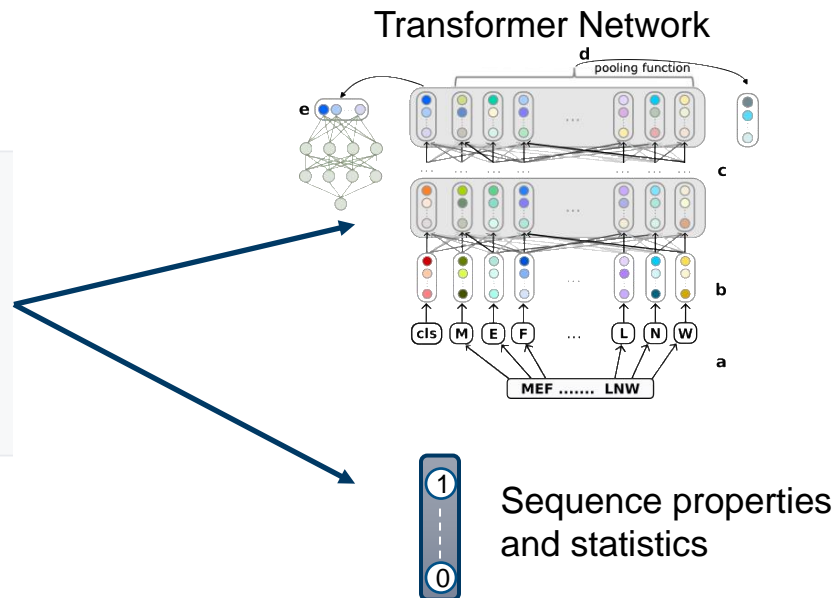 Transformer Network
d
pooling function
e
...
... ... ... ... ... ... ...
c
...
...
b
cls M E F ... L N W
a
MEF ....... LNW
1
0
Sequence properties
and statistics